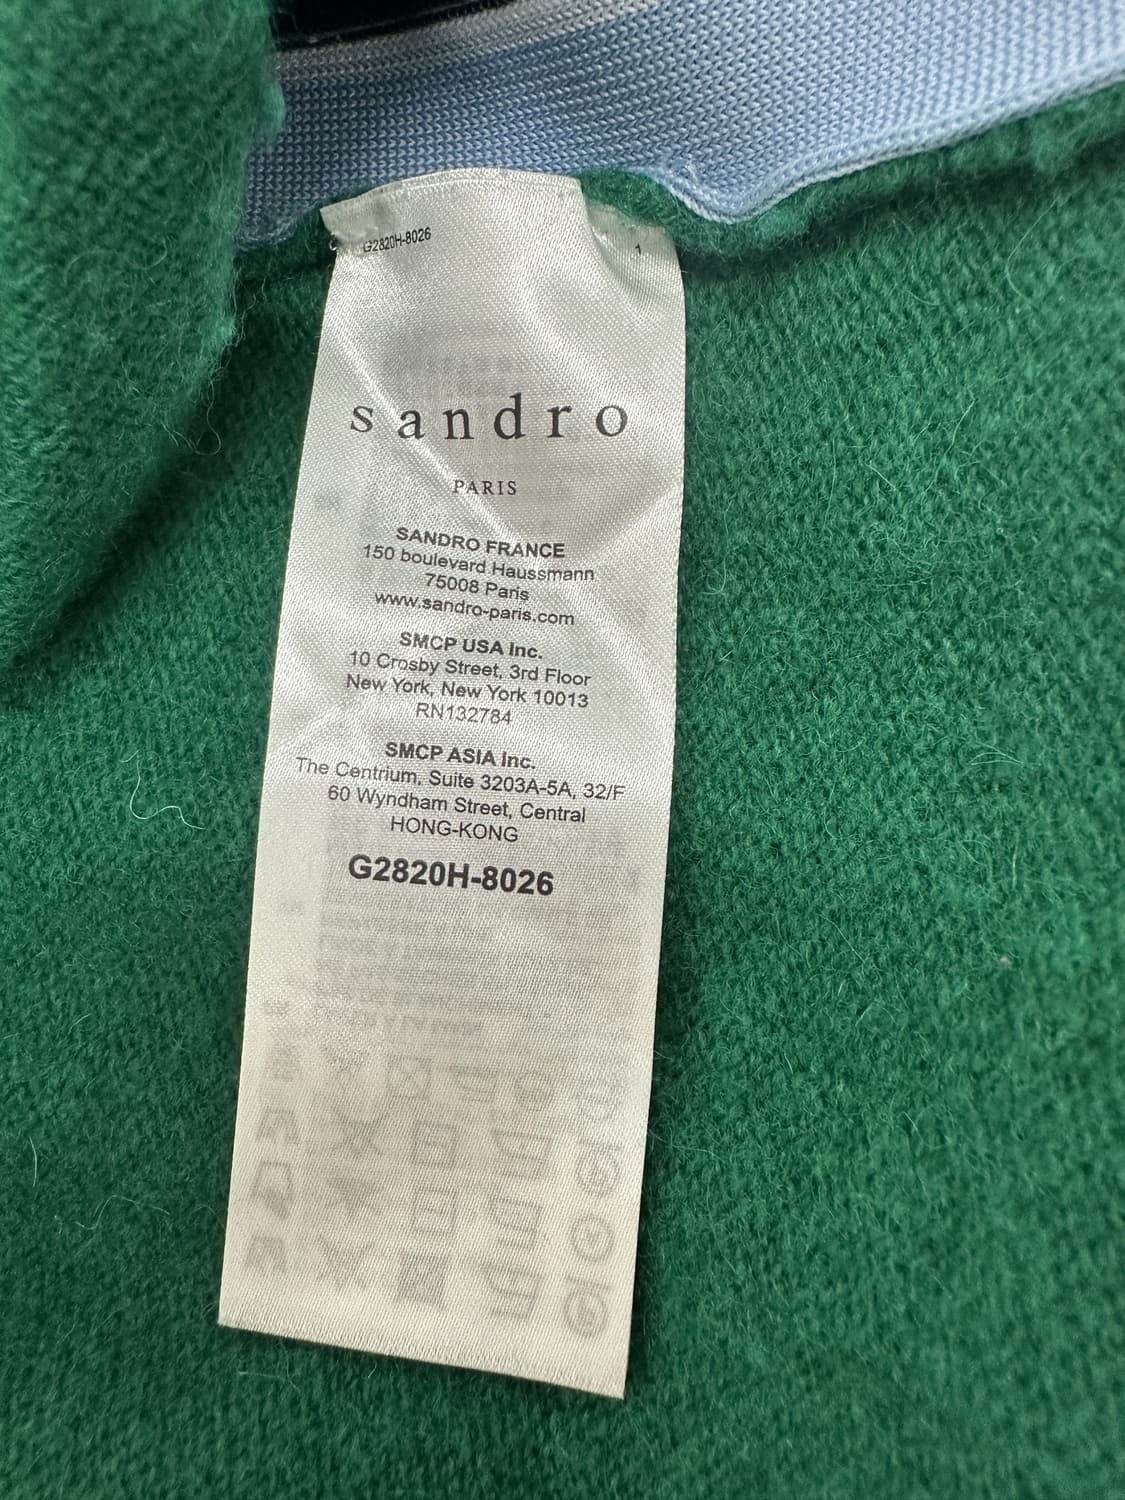 G2820H-8026
1
sandro
PARIS
SANDRO FRANCE
150 boulevard Haussmann
75008 Paris
www.sandro-paris.com
SMCP USA Inc.
10 Crosby Street, 3rd Floor
New York, New York 10013
RN132784
SMCP ASIA Inc.
The Centrium, Suite 3203A-5A, 32/F
60 Wyndham Street, Central
HONG-KONG
G2820H-8026